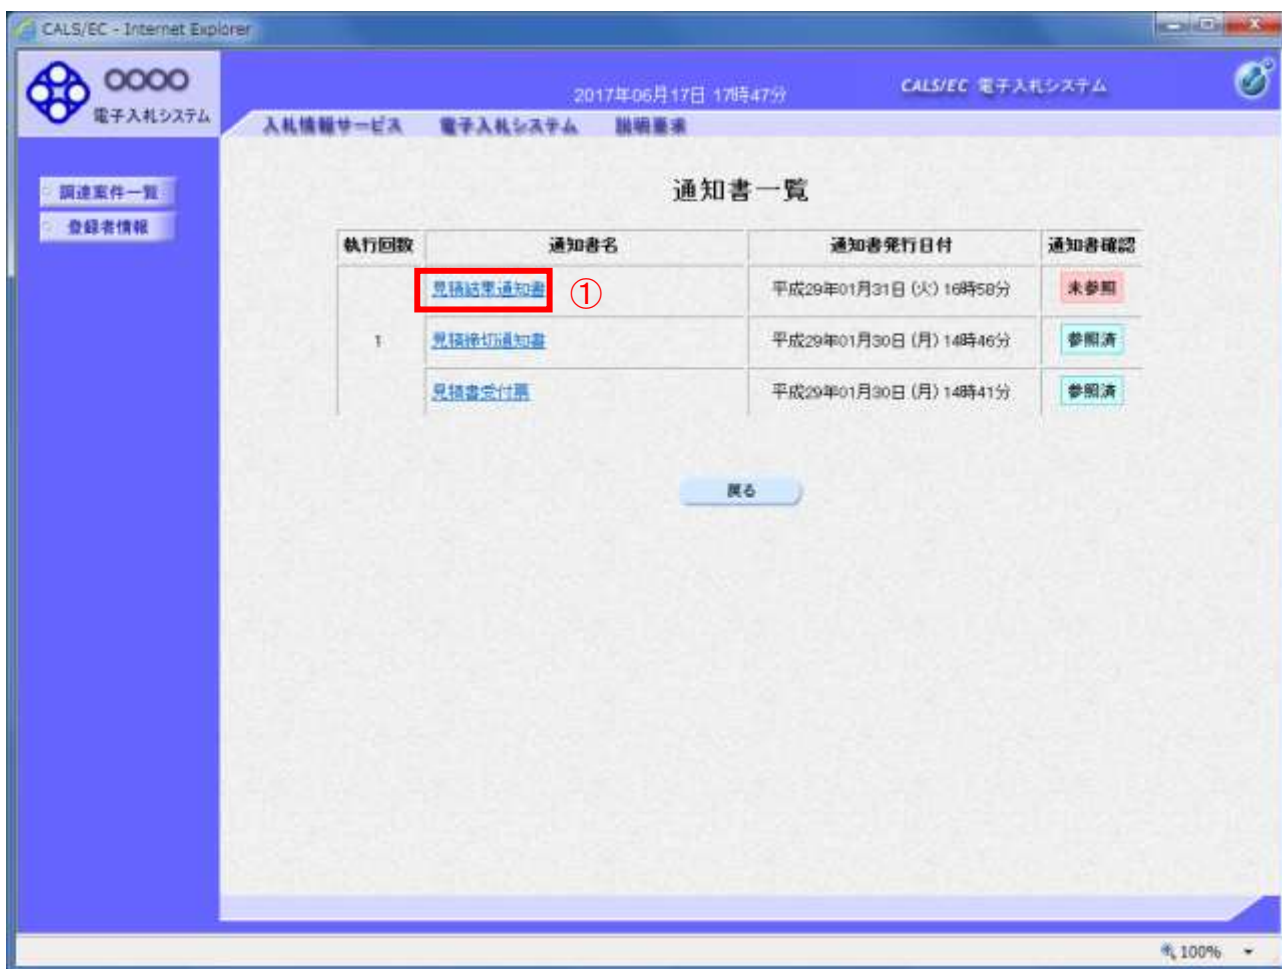 CALS/EC - Internet Explorer
○○○○
電子入札システム
2017年06月17日 17時47分
CALS/EC 電子入札システム
入札情報サービス 電子入札システム 説明要求
調達案件一覧
登録者情報
通知書一覧
執行回数 通知書名 通知書発行日付 通知書確認
見積結果通知書 ① 平成29年01月31日 (火) 16時58分 未参照
1 見積締切通知書 平成29年01月30日 (月) 14時46分 参照済
見積書受付票 平成29年01月30日 (月) 14時41分 参照済
戻る
100%